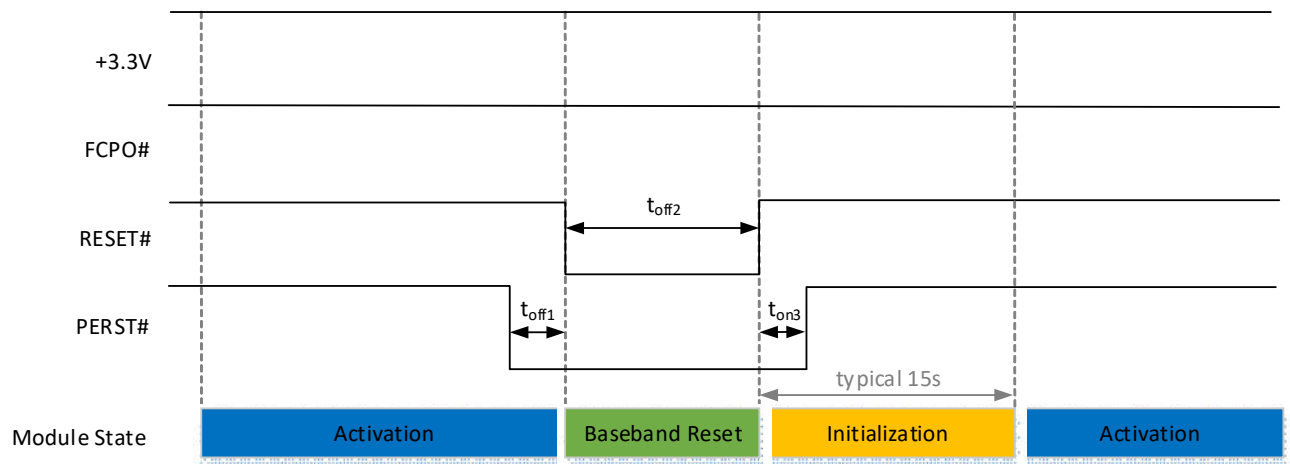 +3.3V
FCPO#
RESET#
toff2
PERST#
toff1
ton3
typical 15s
Module State
Activation
Baseband Reset
Initialization
Activation